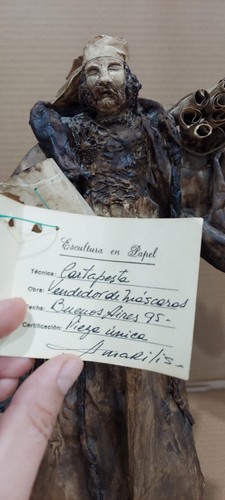 Escultura en Papel
Técnica: Cartapesta
Obra: Vendedor de Máscaras
Fecha: Buenos Aires 95-
Certificación: Pieza única
Amarilis